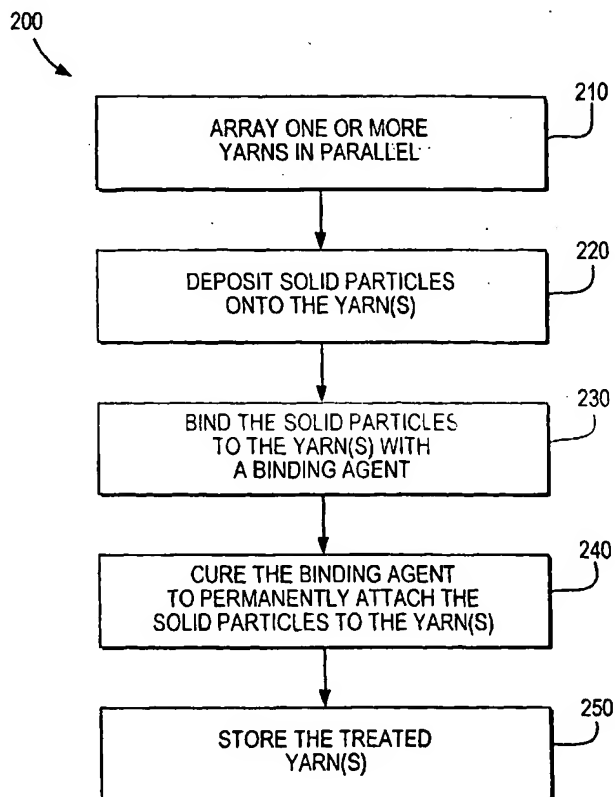 200
210
ARRAY ONE OR MORE
YARNS IN PARALLEL
220
DEPOSIT SOLID PARTICLES
ONTO THE YARN(S)
230
BIND THE SOLID PARTICLES
TO THE YARN(S) WITH
A BINDING AGENT
240
CURE THE BINDING AGENT
TO PERMANENTLY ATTACH THE
SOLID PARTICLES TO THE YARN(S)
250
STORE THE TREATED
YARN(S)